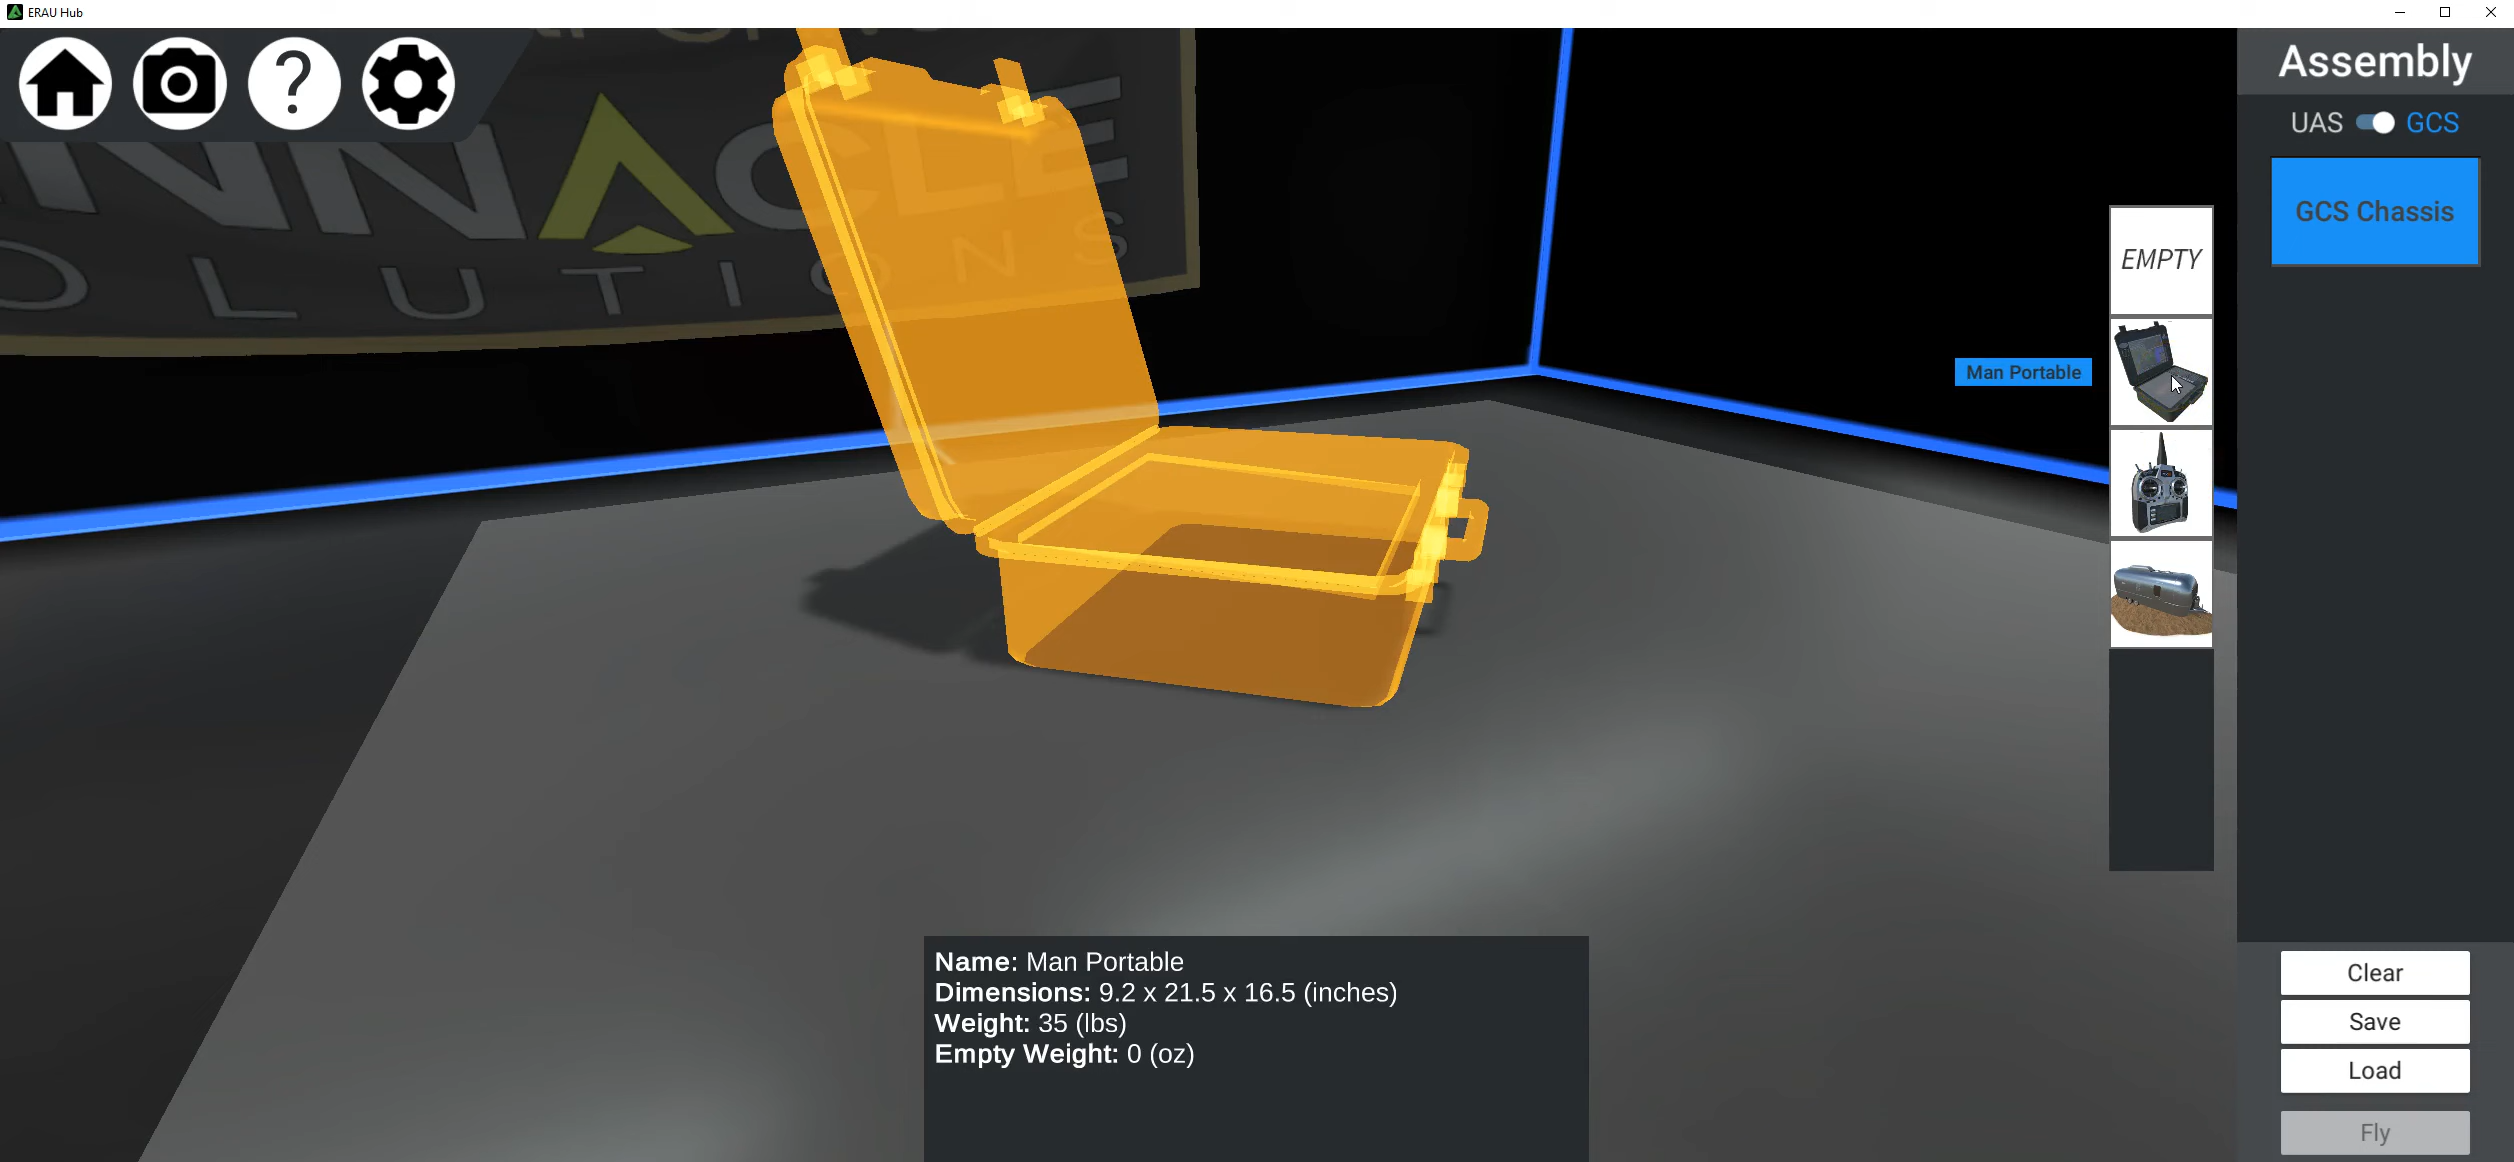 ERAU Hub
Assembly
UAS GCS
GCS Chassis
EMPTY
Man Portable
Name: Man Portable
Dimensions: 9.2 x 21.5 x 16.5 (inches)
Weight: 35 (lbs)
Empty Weight: 0 (oz)
Clear
Save
Load
Fly